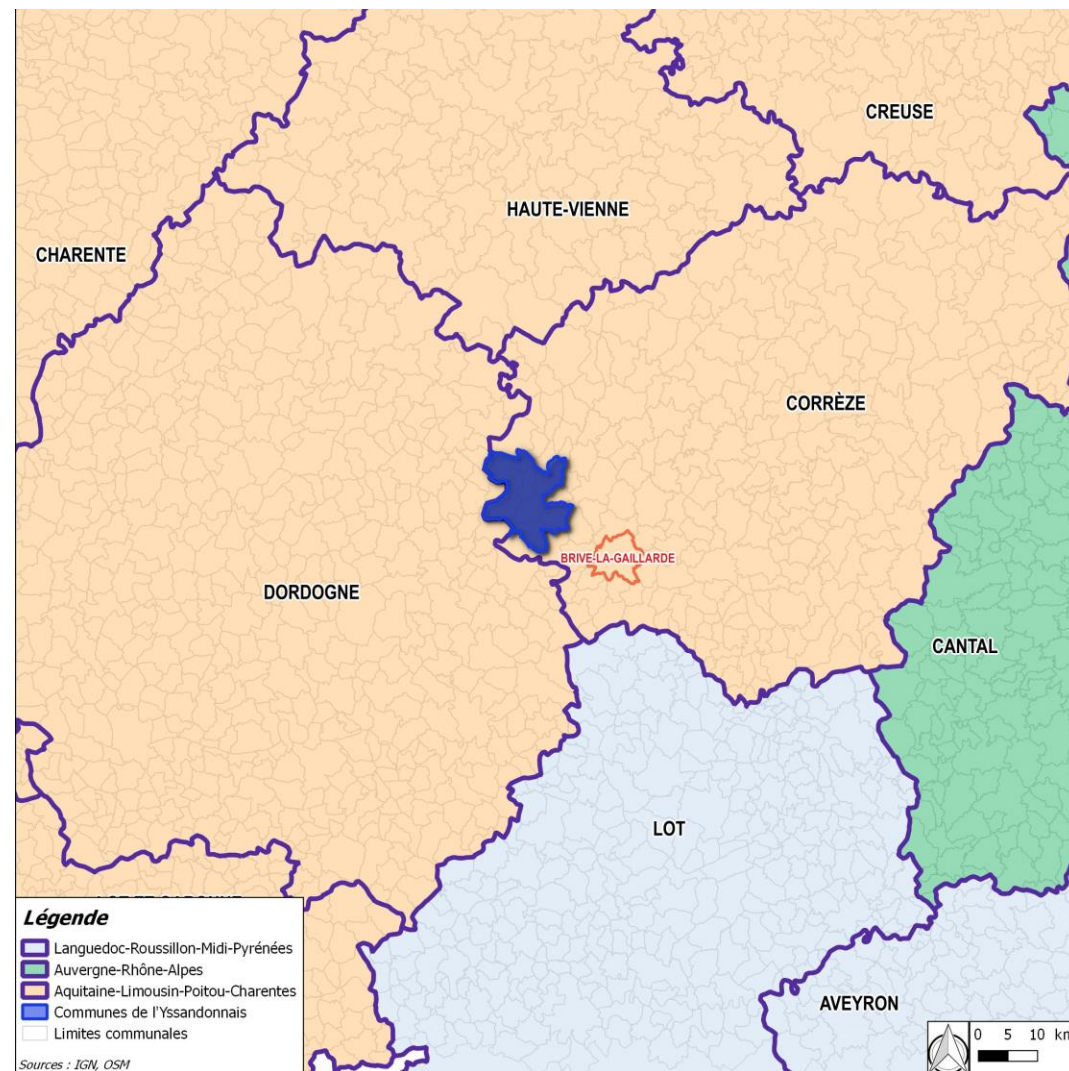 CREUSE
HAUTE-VIENNE
CHARENTE
CORRÈZE
BRIVE-LA-GAILLARDE
DORDOGNE
CANTAL
LOT
AVEYRON
Légende
Languedoc-Roussillon-Midi-Pyrénées
Auvergne-Rhône-Alpes
Aquitaine-Limousin-Poitou-Charentes
Communes de l'Yssandonnais
Limites communales
Sources : IGN, OSM
0 5 10 km